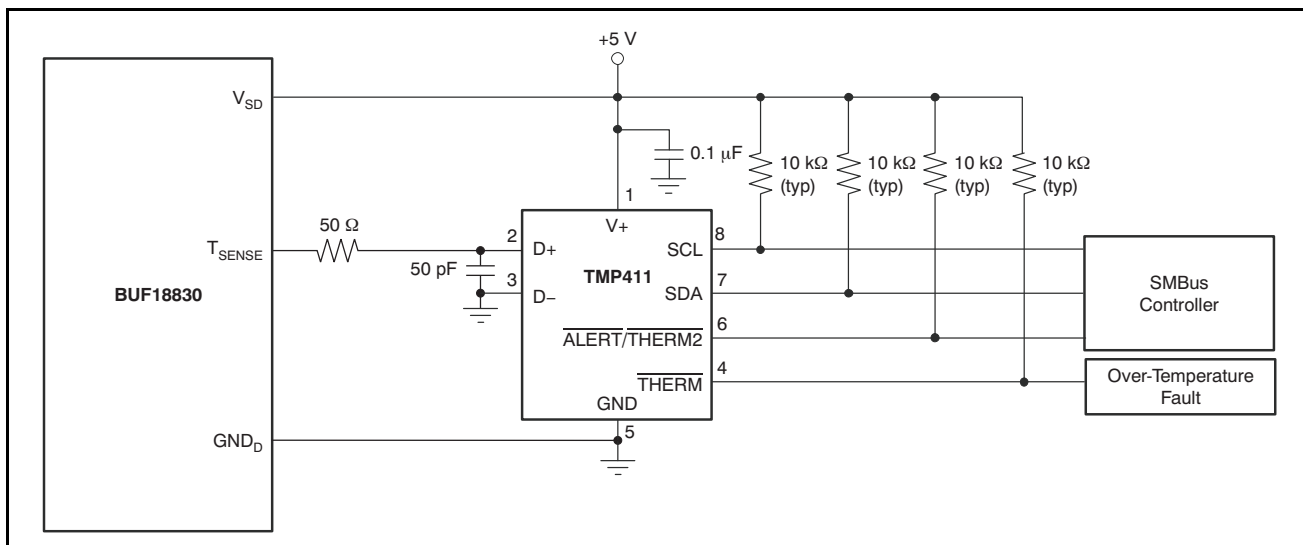 +5 V
V_SD
0.1 μF
10 kΩ
(typ)
10 kΩ
(typ)
10 kΩ
(typ)
10 kΩ
(typ)
1
V+
50 Ω
T_SENSE
2
D+
SCL
8
50 pF
BUF18830
TMP411
3
D−
SDA
7
SMBus
Controller
ALERT/THERM2
6
THERM
4
Over-Temperature
Fault
GND
5
GND_D